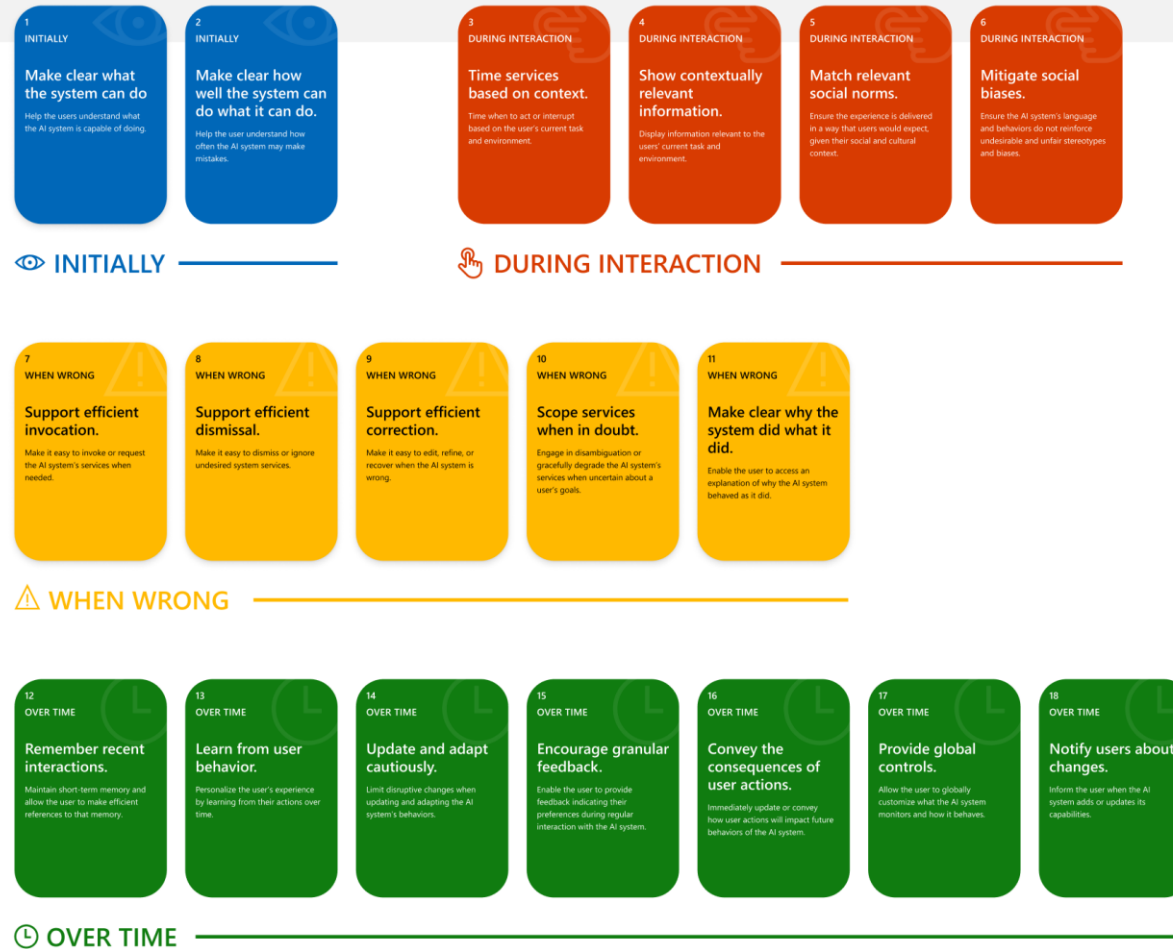 1
INITIALLY
Make clear what
the system can do
Help the users understand what
the AI system is capable of doing.
2
INITIALLY
Make clear how
well the system can
do what it can do.
Help the user understand how
often the AI system may make
mistakes.
3
DURING INTERACTION
Time services
based on context.
Time when to act or interrupt
based on the user's current task
and environment.
4
DURING INTERACTION
Show contextually
relevant
information.
Display information relevant to the
users' current task and
environment.
5
DURING INTERACTION
Match relevant
social norms.
Ensure the experience is delivered
in a way that users would expect,
given their social and cultural
context.
6
DURING INTERACTION
Mitigate social
biases.
Ensure the AI system's language
and behaviors do not reinforce
undesirable and unfair stereotypes
and biases.
INITIALLY
DURING INTERACTION
7
WHEN WRONG
Support efficient
invocation.
Make it easy to invoke or request
the AI system's services when
needed.
8
WHEN WRONG
Support efficient
dismissal.
Make it easy to dismiss or ignore
undesired system services.
9
WHEN WRONG
Support efficient
correction.
Make it easy to edit, refine, or
recover when the AI system is
wrong.
10
WHEN WRONG
Scope services
when in doubt.
Engage in disambiguation or
gracefully degrade the AI system's
services when uncertain about a
user's goals.
11
WHEN WRONG
Make clear why the
system did what it
did.
Enable the user to access an
explanation of why the AI system
behaved as it did.
WHEN WRONG
12
OVER TIME
Remember recent
interactions.
Maintain short-term memory and
allow the user to make efficient
references to that memory.
13
OVER TIME
Learn from user
behavior.
Personalize the user's experience
by learning from their actions over
time.
14
OVER TIME
Update and adapt
cautiously.
Limit disruptive changes when
updating and adapting the AI
system's behaviors.
15
OVER TIME
Encourage granular
feedback.
Enable the user to provide
feedback indicating their
preferences during regular
interaction with the AI system.
16
OVER TIME
Convey the
consequences of
user actions.
Immediately update or convey
how user actions will impact future
behaviors of the AI system.
17
OVER TIME
Provide global
controls.
Allow the user to globally
customize what the AI system
monitors and how it behaves.
18
OVER TIME
Notify users about
changes.
Inform the user when the AI
system adds or updates its
capabilities.
OVER TIME